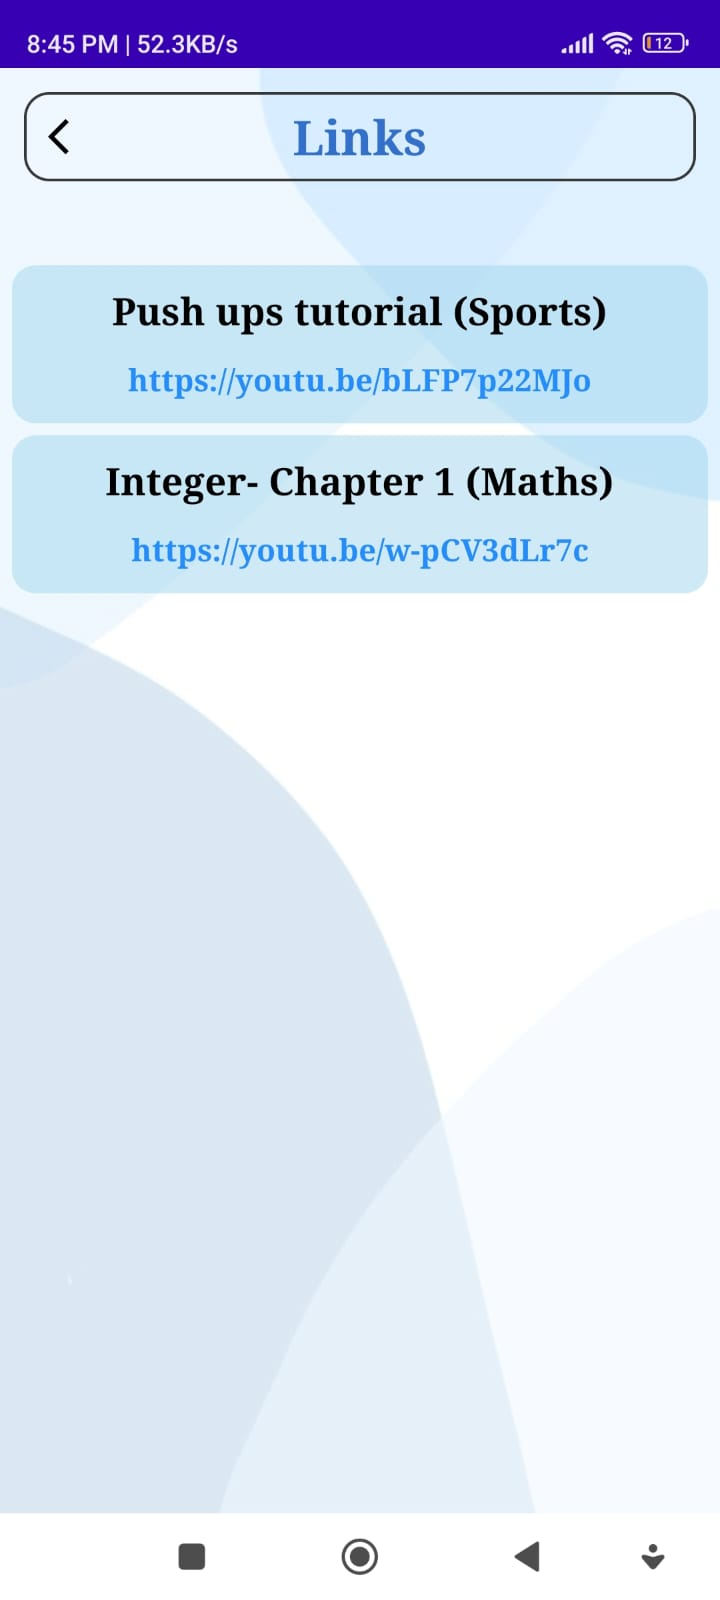 8:45 PM | 52.3KB/s 12
Links
Push ups tutorial (Sports)
https://youtu.be/bLFP7p22MJo
Integer- Chapter 1 (Maths)
https://youtu.be/w-pCV3dLr7c